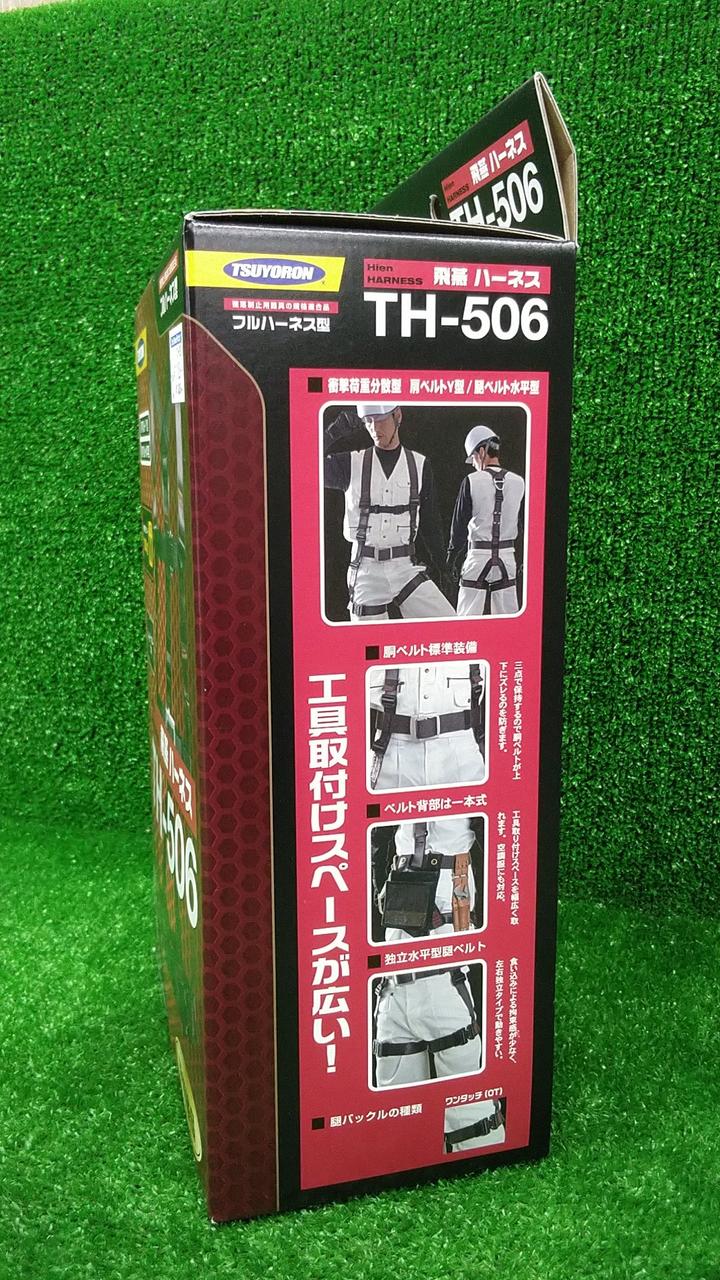 Hien
HARNESS
飛燕 ハーネス
TH-506
TSUYORON
墜落制止用器具の規格適合品
フルハーネス型
Hien
HARNESS
飛燕 ハーネス
TH-506
■ 衝撃荷重分散型 肩ベルトY型/腿ベルト水平型
■ 胴ベルト標準装備
三点で保持するので胴ベルトが上
下にズレるのを防ぎます。
工具取付けスペースが広い！
■ ベルト背部は一本式
工具取り付けスペースを幅広く取
れます。空調服にも対応。
■ 独立水平型腿ベルト
食い込みによる拘束感が少なく、
左右独立タイプで動きやすい。
■ 腿バックルの種類
ワンタッチ(OT)
ハーネス
506